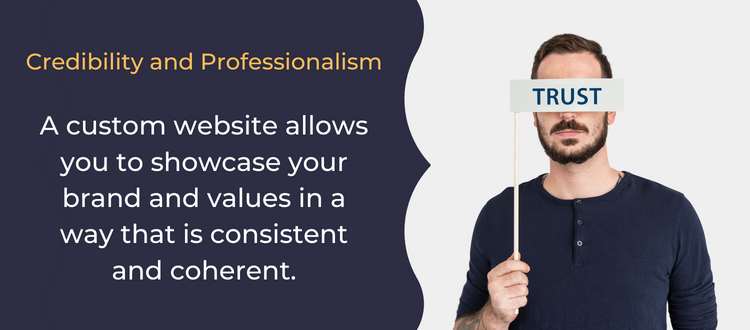 Credibility and Professionalism
A custom website allows
you to showcase your
brand and values in a
way that is consistent
and coherent.
TRUST